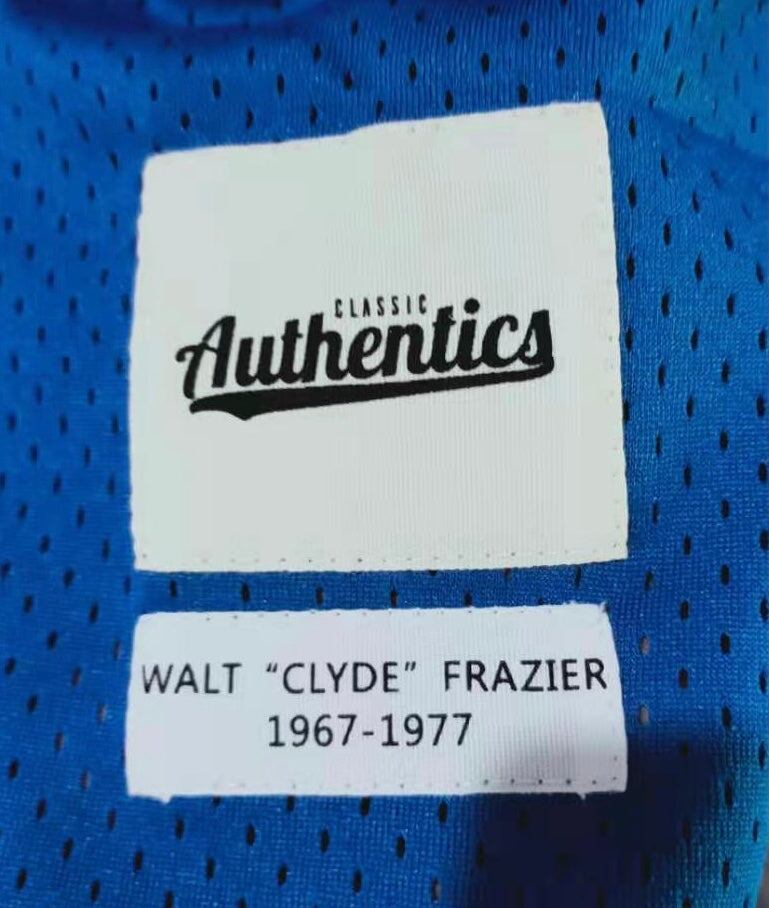 CLASSIC
Authentics
WALT “CLYDE” FRAZIER
1967-1977